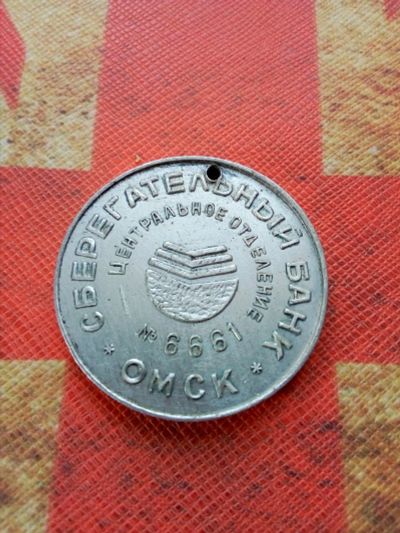 * СБЕРЕГАТЕЛЬНЫЙ БАНК *
ЦЕНТРАЛЬНОЕ ОТДЕЛЕНИЕ
№ 6661
ОМСК